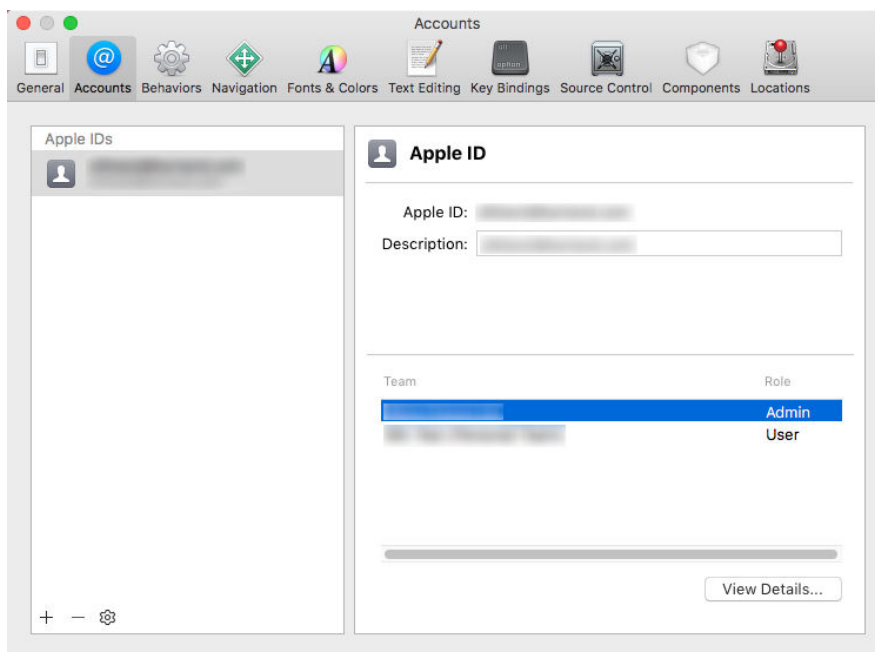 Accounts
General Accounts Behaviors Navigation Fonts & Colors Text Editing Key Bindings Source Control Components Locations
Apple IDs
Apple ID
Apple ID:
Description:
Team Role
Admin
User
View Details...